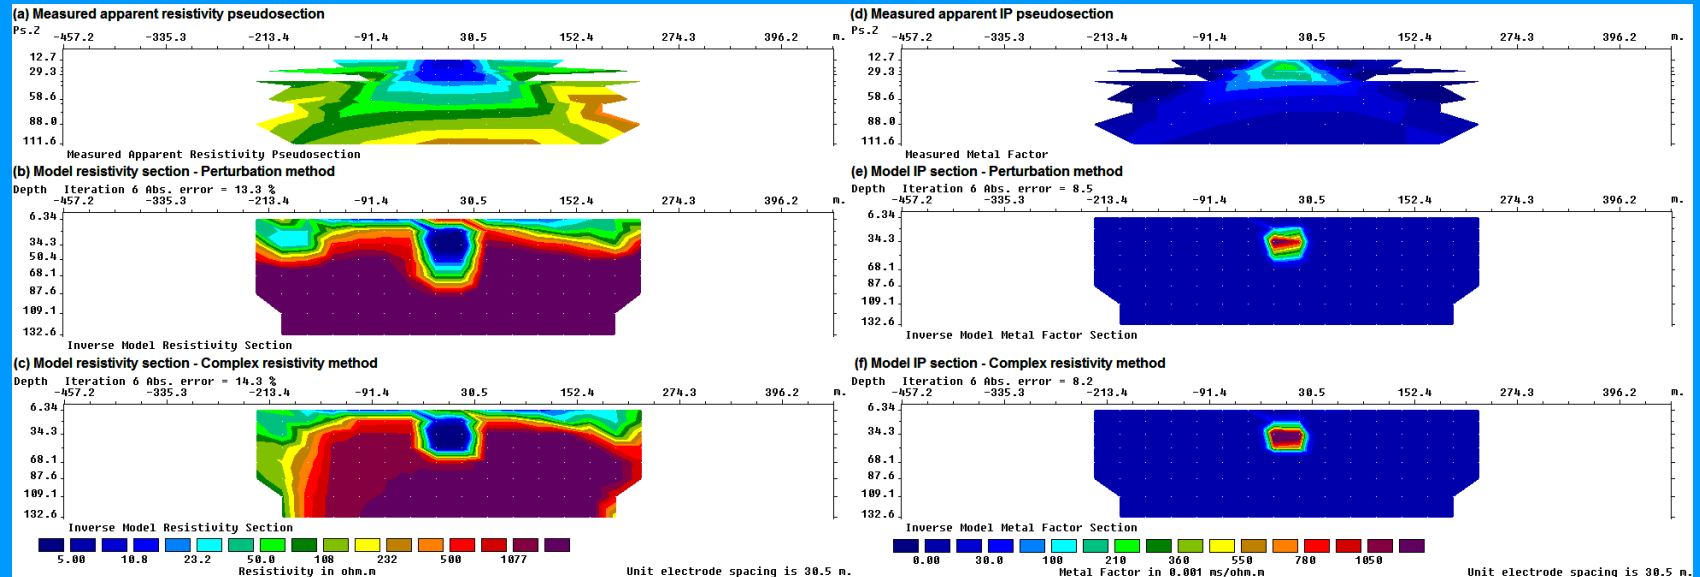 (a) Measured apparent resistivity pseudosection
Ps.Z -457.2 -335.3 -213.4 -91.4 30.5 152.4 274.3 396.2 m.
12.7
29.3
58.6
88.0
111.6
Measured Apparent Resistivity Pseudosection
(b) Model resistivity section - Perturbation method
Depth Iteration 6 Abs. error = 13.3 %
-457.2 -335.3 -213.4 -91.4 30.5 152.4 274.3 396.2 m.
6.34
34.3
50.4
68.1
87.6
109.1
132.6
Inverse Model Resistivity Section
(c) Model resistivity section - Complex resistivity method
Depth Iteration 6 Abs. error = 14.3 %
-457.2 -335.3 -213.4 -91.4 30.5 152.4 274.3 396.2 m.
6.34
34.3
68.1
87.6
109.1
132.6
Inverse Model Resistivity Section
5.00 10.8 23.2 50.0 108 232 500 1077
Resistivity in ohm.m
Unit electrode spacing is 30.5 m.
(d) Measured apparent IP pseudosection
Ps.Z -457.2 -335.3 -213.4 -91.4 30.5 152.4 274.3 396.2 m.
12.7
29.3
58.6
88.0
111.6
Measured Metal Factor
(e) Model IP section - Perturbation method
Depth Iteration 6 Abs. error = 8.5
-457.2 -335.3 -213.4 -91.4 30.5 152.4 274.3 396.2 m.
6.34
34.3
68.1
87.6
109.1
132.6
Inverse Model Metal Factor Section
(f) Model IP section - Complex resistivity method
Depth Iteration 6 Abs. error = 8.2
-457.2 -335.3 -213.4 -91.4 30.5 152.4 274.3 396.2 m.
6.34
34.3
68.1
87.6
109.1
132.6
Inverse Model Metal Factor Section
0.00 30.0 100 210 360 550 780 1050
Metal Factor in 0.001 ms/ohm.m
Unit electrode spacing is 30.5 m.